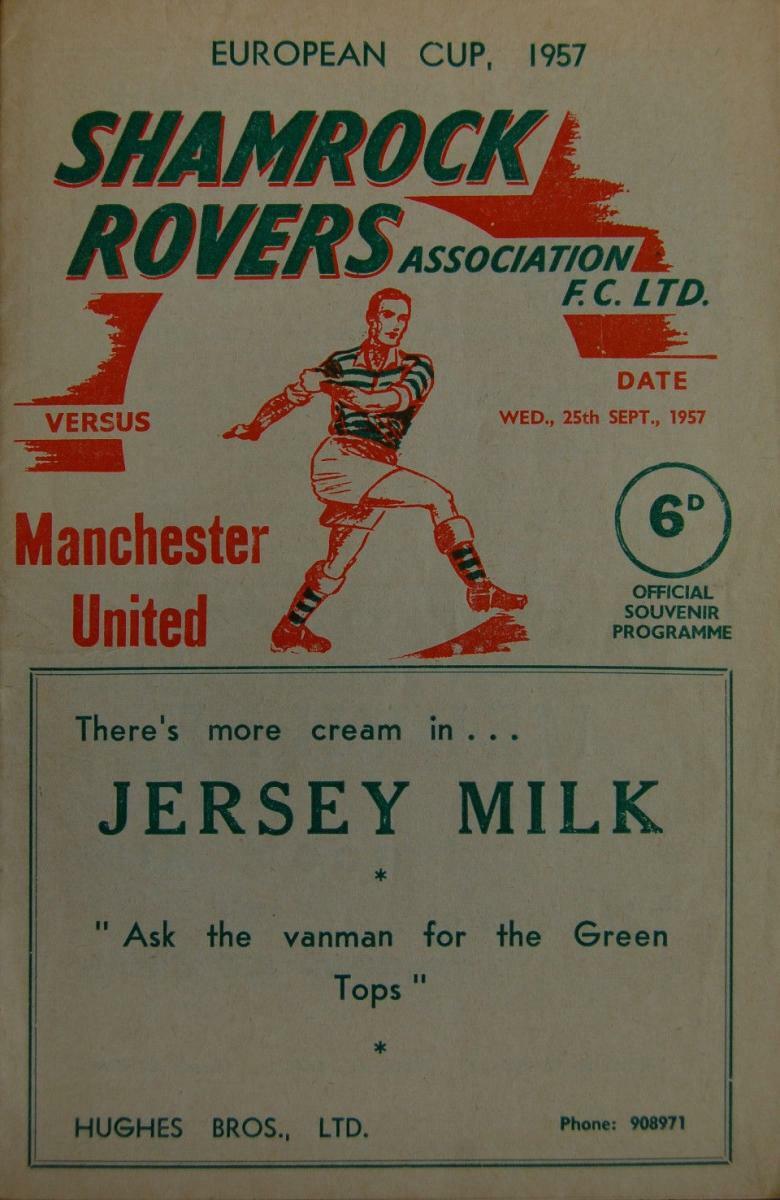 EUROPEAN CUP, 1957
SHAMROCK
ROVERS ASSOCIATION
F.C. LTD.
DATE
VERSUS
WED., 25th SEPT., 1957
Manchester
United
6D
OFFICIAL
SOUVENIR
PROGRAMME
There's more cream in...
JERSEY MILK
*
"Ask the vanman for the Green
Tops"
*
HUGHES BROS., LTD. Phone: 908971